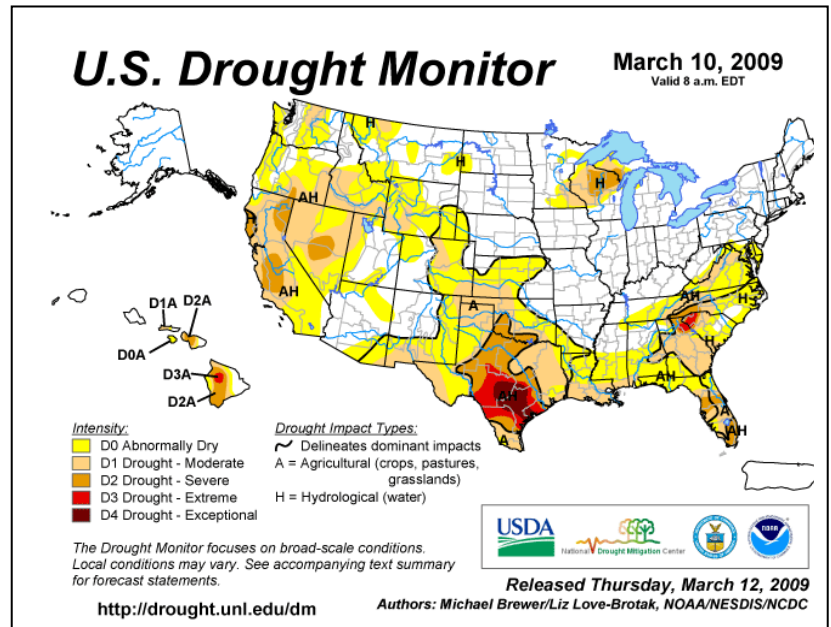 U.S. Drought Monitor
March 10, 2009
Valid 8 a.m. EDT
H
H
H
AH
AH
A
AH
H
H
AH
AH
A
AH
A
D1A
D2A
D0A
D3A
D2A
Intensity:
D0 Abnormally Dry
D1 Drought - Moderate
D2 Drought - Severe
D3 Drought - Extreme
D4 Drought - Exceptional
Drought Impact Types:
Delineates dominant impacts
A = Agricultural (crops, pastures,
grasslands)
H = Hydrological (water)
The Drought Monitor focuses on broad-scale conditions.
Local conditions may vary. See accompanying text summary
for forecast statements.
http://drought.unl.edu/dm
USDA
National Drought Mitigation Center
NOAA
Released Thursday, March 12, 2009
Authors: Michael Brewer/Liz Love-Brotak, NOAA/NESDIS/NCDC